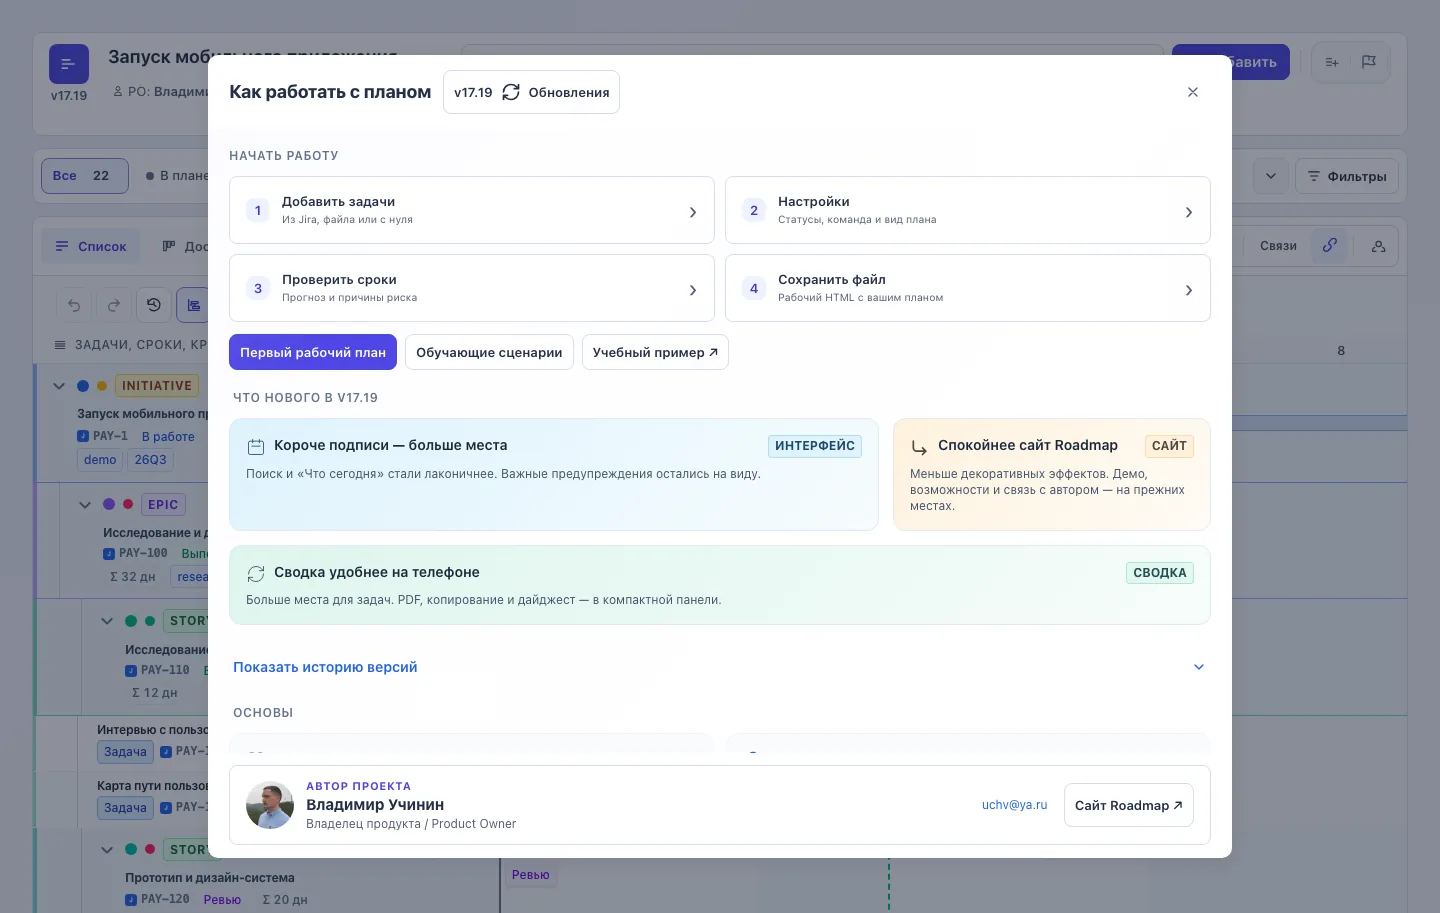 Запуск
v17.19
PO:
Как работать с планом
v17.19 Обновления
НАЧАТЬ РАБОТУ
1 Добавить задачи
Из Jira, файла или с нуля
2 Настройки
Статусы, команда и вид плана
3 Проверить сроки
Прогноз и причины риска
4 Сохранить файл
Рабочий HTML с вашим планом
Первый рабочий план
Обучающие сценарии
Учебный пример ↗
ЧТО НОВОГО В V17.19
Короче подписи — больше места
ИНТЕРФЕЙС
Поиск и «Что сегодня» стали лаконичнее. Важные предупреждения остались на виду.
Спокойнее сайт Roadmap
САЙТ
Меньше декоративных эффектов. Демо,
возможности и связь с автором — на прежних
местах.
Сводка удобнее на телефоне
СВОДКА
Больше места для задач. PDF, копирование и дайджест — в компактной панели.
Показать историю версий
ОСНОВЫ
АВТОР ПРОЕКТА
Владимир Учинин
Владелец продукта / Product Owner
uchv@ya.ru
Сайт Roadmap ↗
Все 22
В плане
Фильтры
Список
Связи
ЗАДАЧИ, СРОКИ,
8
INITIATIVE
Запуск мобильного
PAY-1 В работе
demo 26Q3
EPIC
Исследование и
PAY-100
Σ 32 дн
STORY
PAY-110
Σ 12 дн
Интервью с
Задача
Карта пути
Задача
STORY
Прототип и дизайн-система
PAY-120 Ревью Σ 20 дн
Ревью